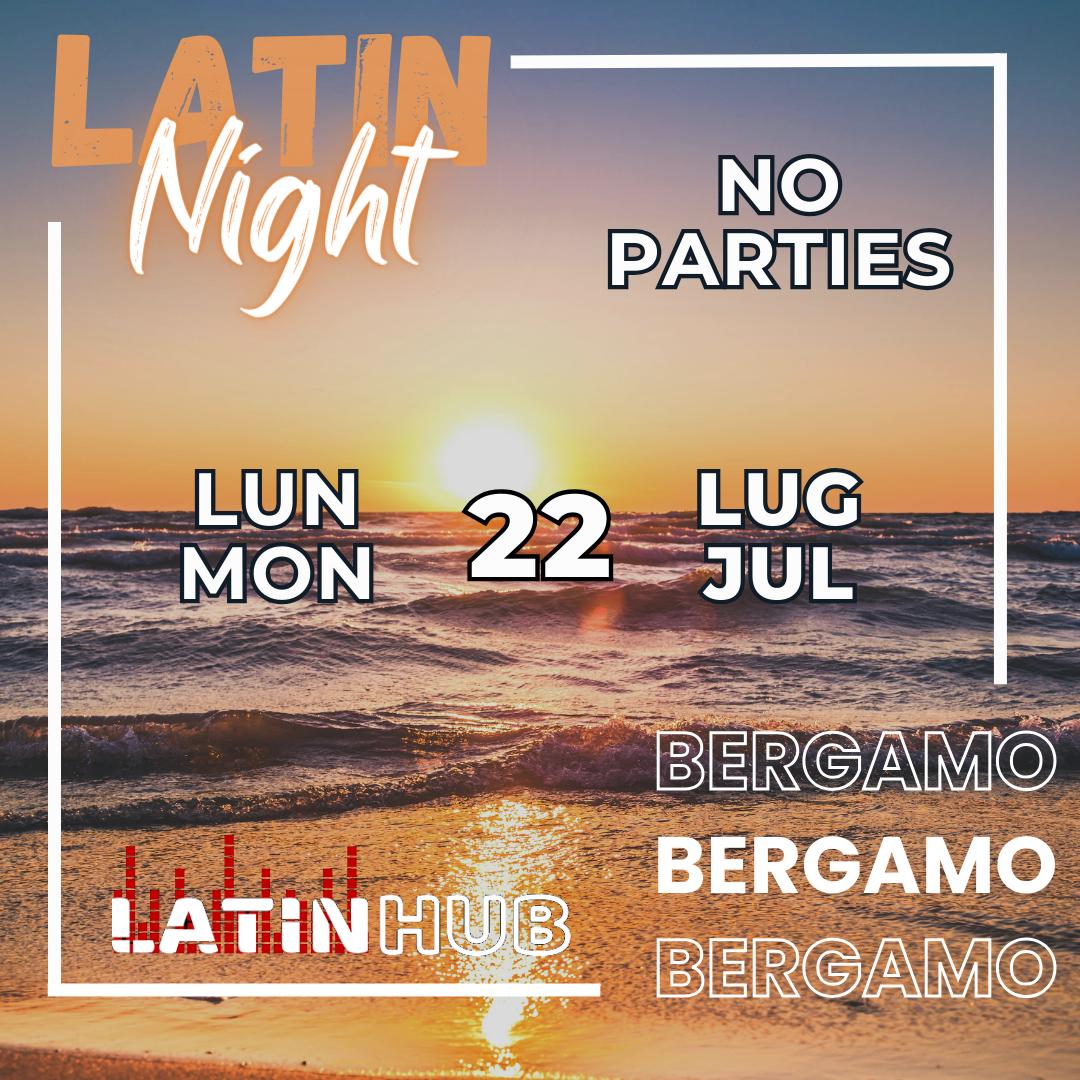 LATIN
Night
NO
PARTIES
LUN
MON
22
LUG
JUL
BERGAMO
BERGAMO
BERGAMO
LATINHUB